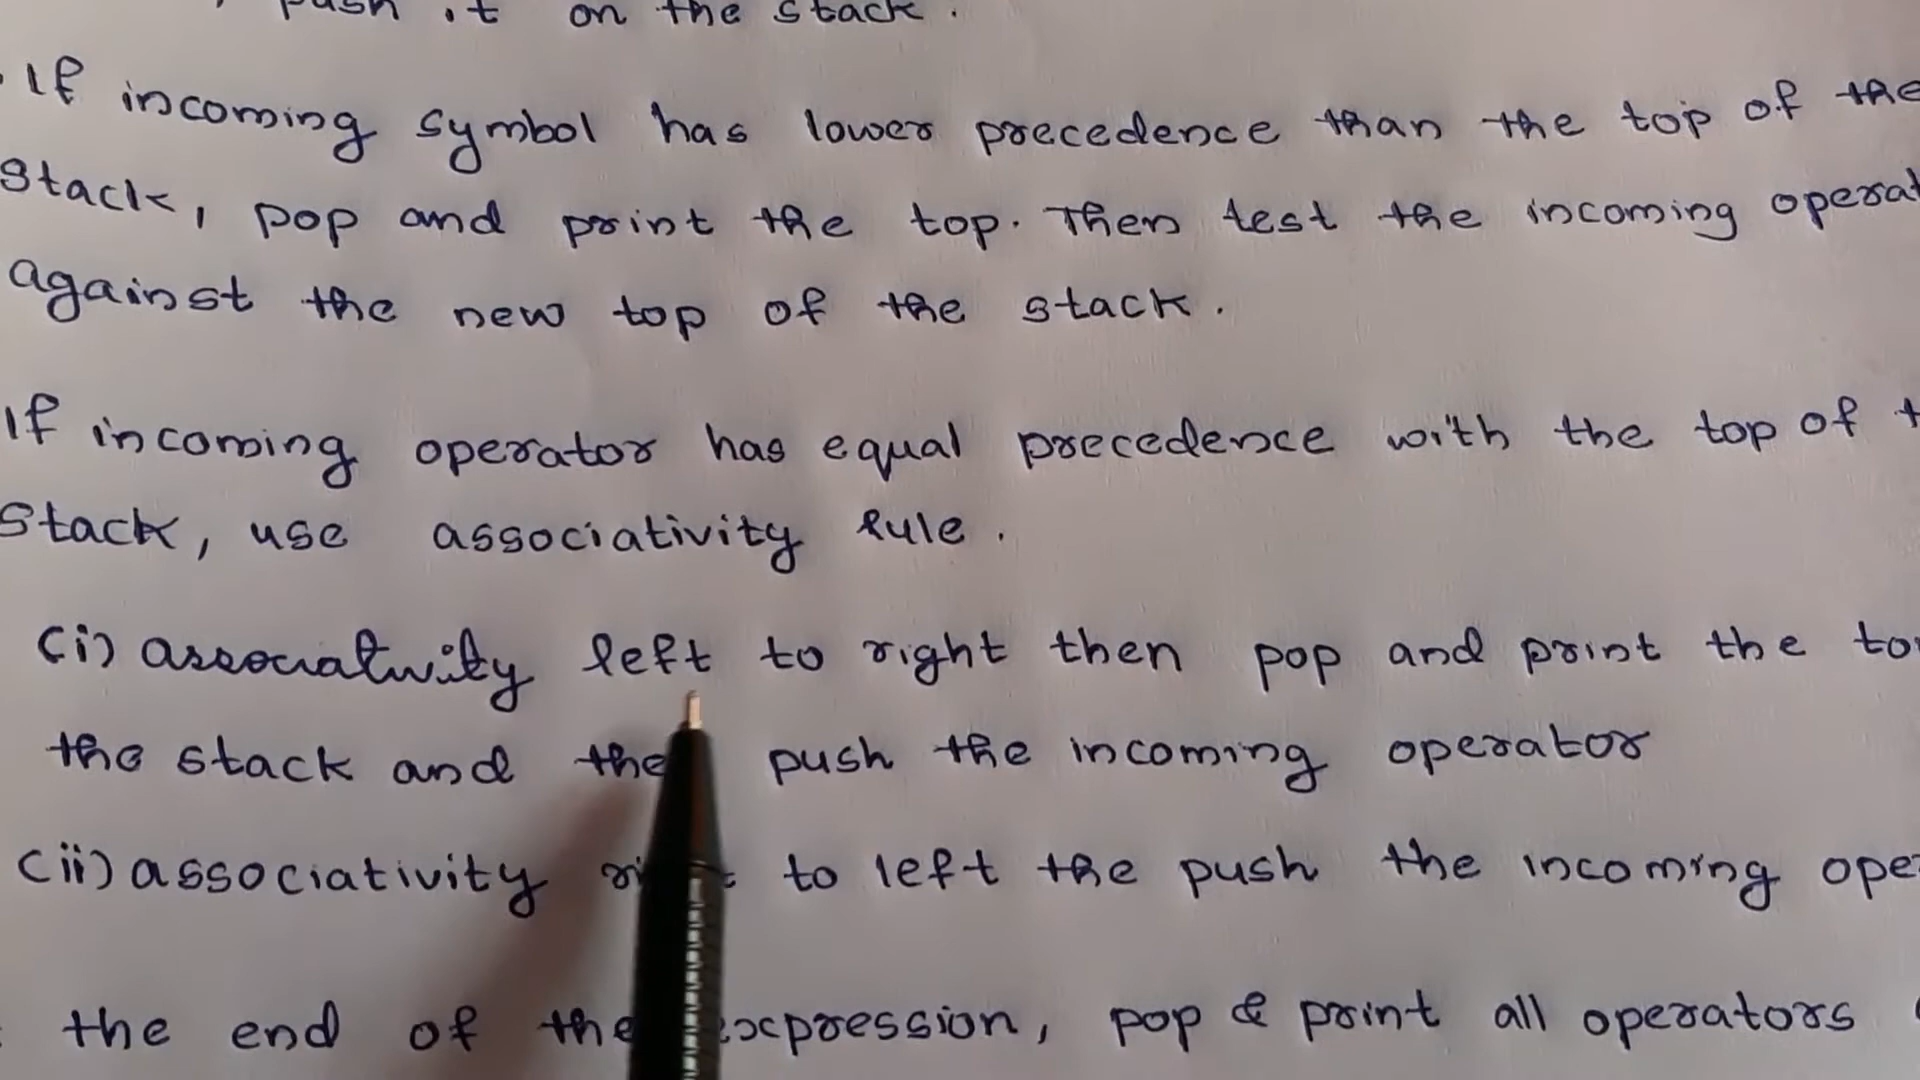 push it on the stack.
If incoming symbol has lower precedence than the top of the
stack, pop and print the top. Then test the incoming operat
against the new top of the stack.
If incoming operator has equal precedence with the top of t
stack, use associativity rule.
(i) associativity left to right then pop and print the to
the stack and the push the incoming operator
(ii) associativity to left the push the incoming ope
the end of the expression, pop & print all operators